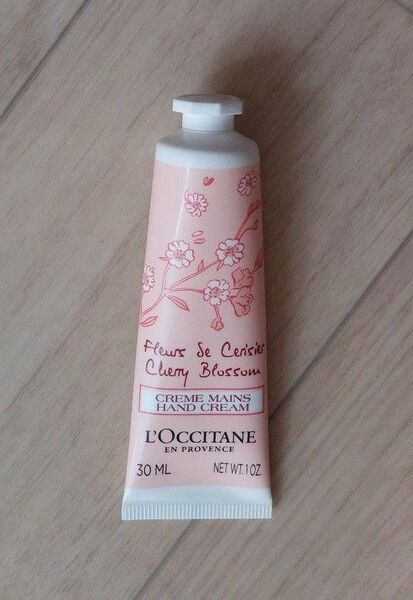 Fleurs de Cerisier
Cherry Blossom
CREME MAINS
HAND CREAM
L'OCCITANE
EN PROVENCE
30 ML NET WT.1 OZ.